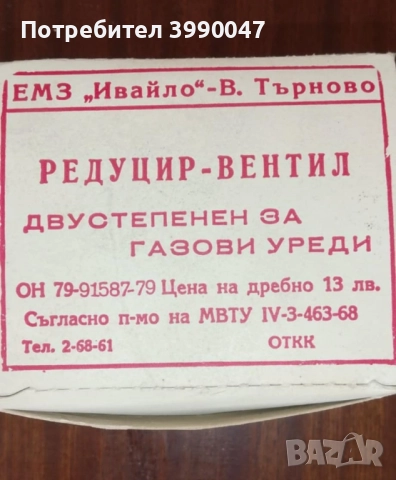 Потребител 3990047
ЕМЗ „Ивайло“-В. Търново
РЕДУЦИР-ВЕНТИЛ
ДВУСТЕПЕНЕН ЗА
ГАЗОВИ УРЕДИ
ОН 79-91587-79 Цена на дребно 13 лв.
Съгласно п-мо на МВТУ IV-3-463-68
Тел. 2-68-61 ОТКК
BAZAR